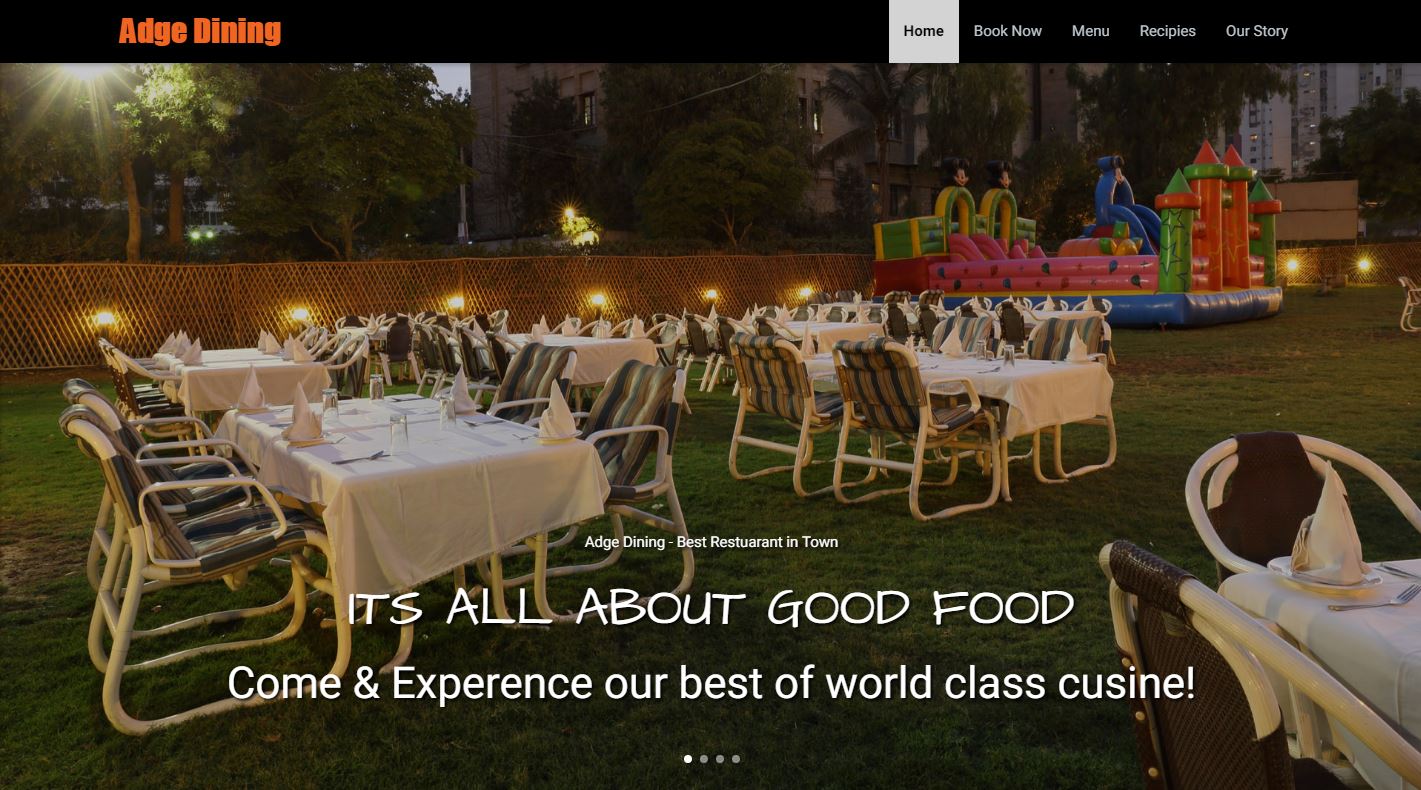 Adge Dining
Home Book Now Menu Recipies Our Story
Adge Dining - Best Restuarant in Town
ITS ALL ABOUT GOOD FOOD
Come & Experence our best of world class cusine!